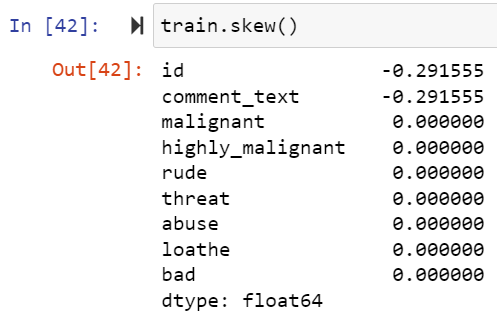 In [42]: train.skew()
Out[42]: id -0.291555
comment_text -0.291555
malignant 0.000000
highly_malignant 0.000000
rude 0.000000
threat 0.000000
abuse 0.000000
loathe 0.000000
bad 0.000000
dtype: float64